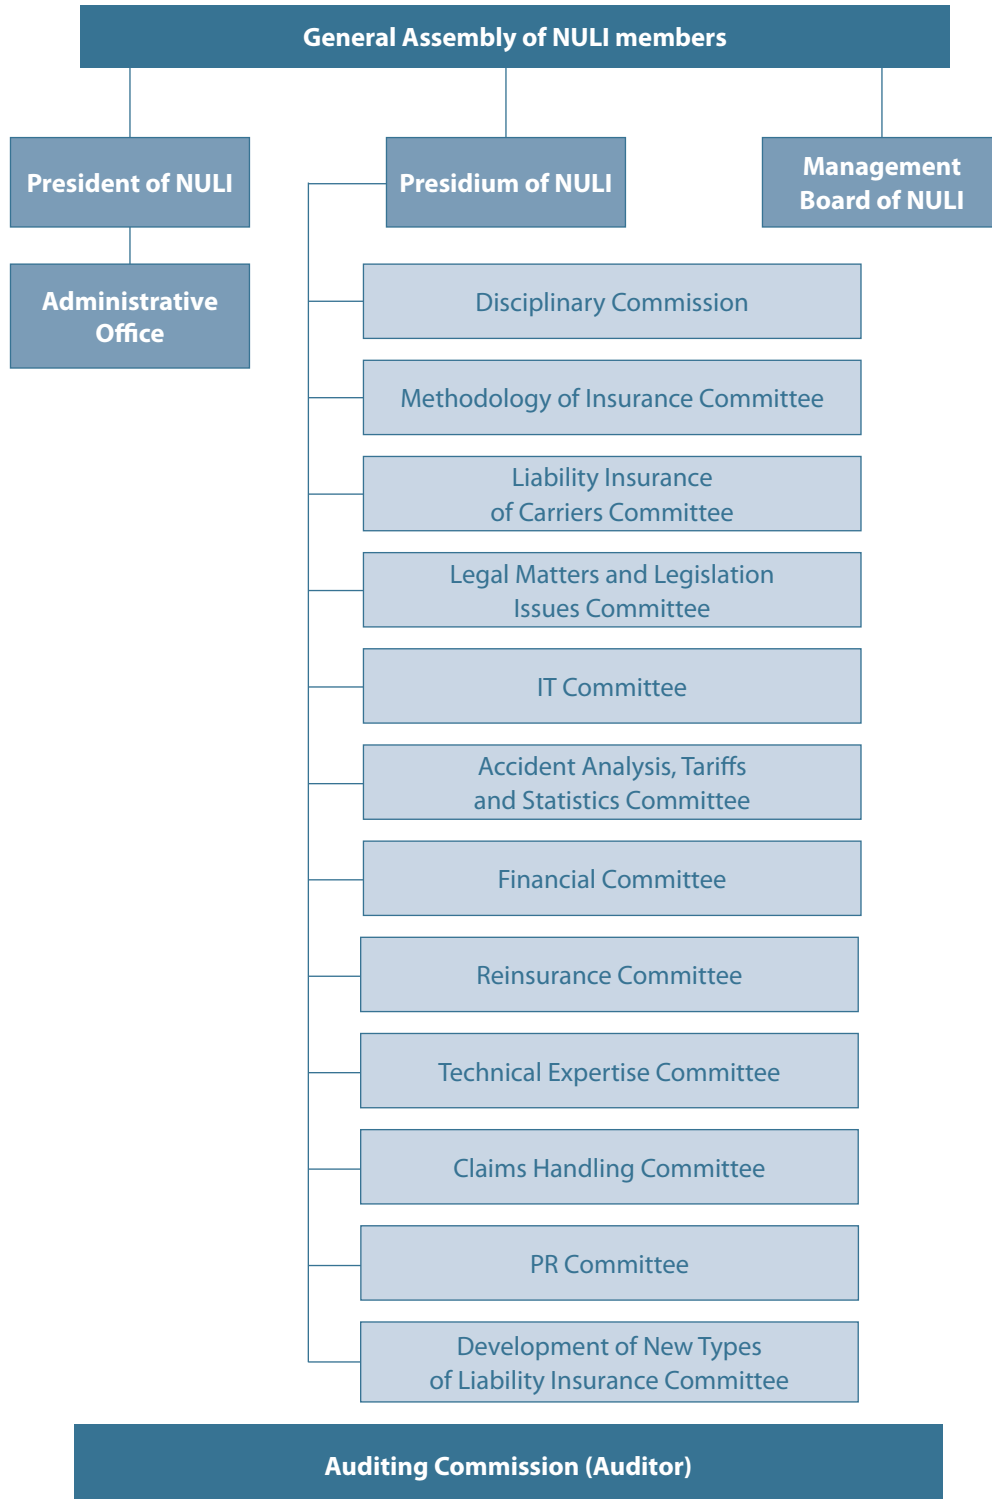 General Assembly of NULI members
President of NULI
Presidium of NULI
Management
Board of NULI
Administrative
Office
Disciplinary Commission
Methodology of Insurance Committee
Liability Insurance
of Carriers Committee
Legal Matters and Legislation
Issues Committee
IT Committee
Accident Analysis, Tariffs
and Statistics Committee
Financial Committee
Reinsurance Committee
Technical Expertise Committee
Claims Handling Committee
PR Committee
Development of New Types
of Liability Insurance Committee
Auditing Commission (Auditor)